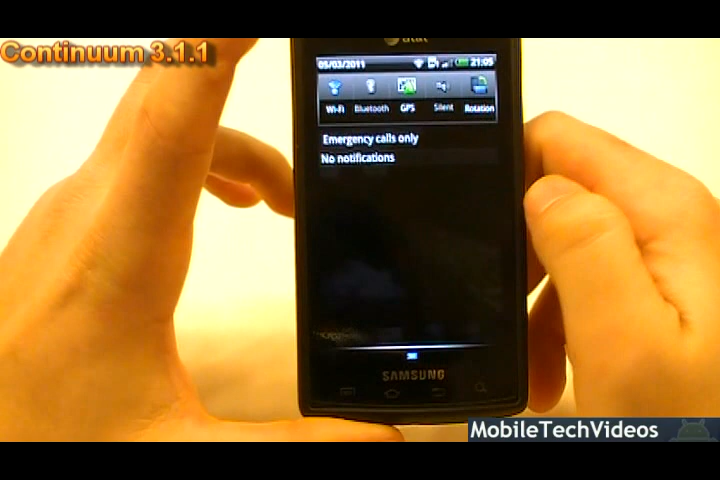 Continuum 3.1.1
at&t
05/03/2011 21:05
Wi-Fi Bluetooth GPS Silent Rotation
Emergency calls only
No notifications
SAMSUNG
MobileTechVideos